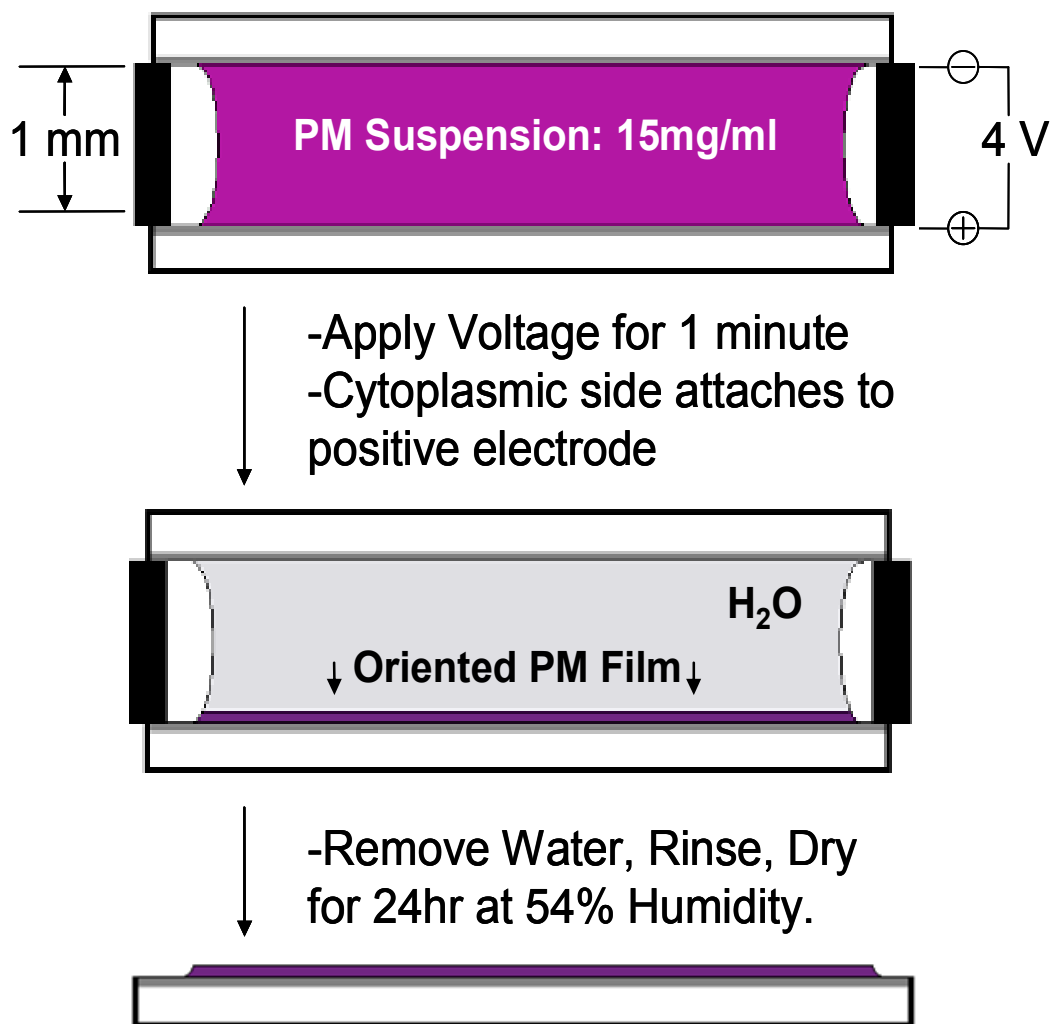 1 mm
PM Suspension: 15mg/ml
−
4 V
+
-Apply Voltage for 1 minute
-Cytoplasmic side attaches to
positive electrode
H₂O
Oriented PM Film
-Remove Water, Rinse, Dry
for 24hr at 54% Humidity.